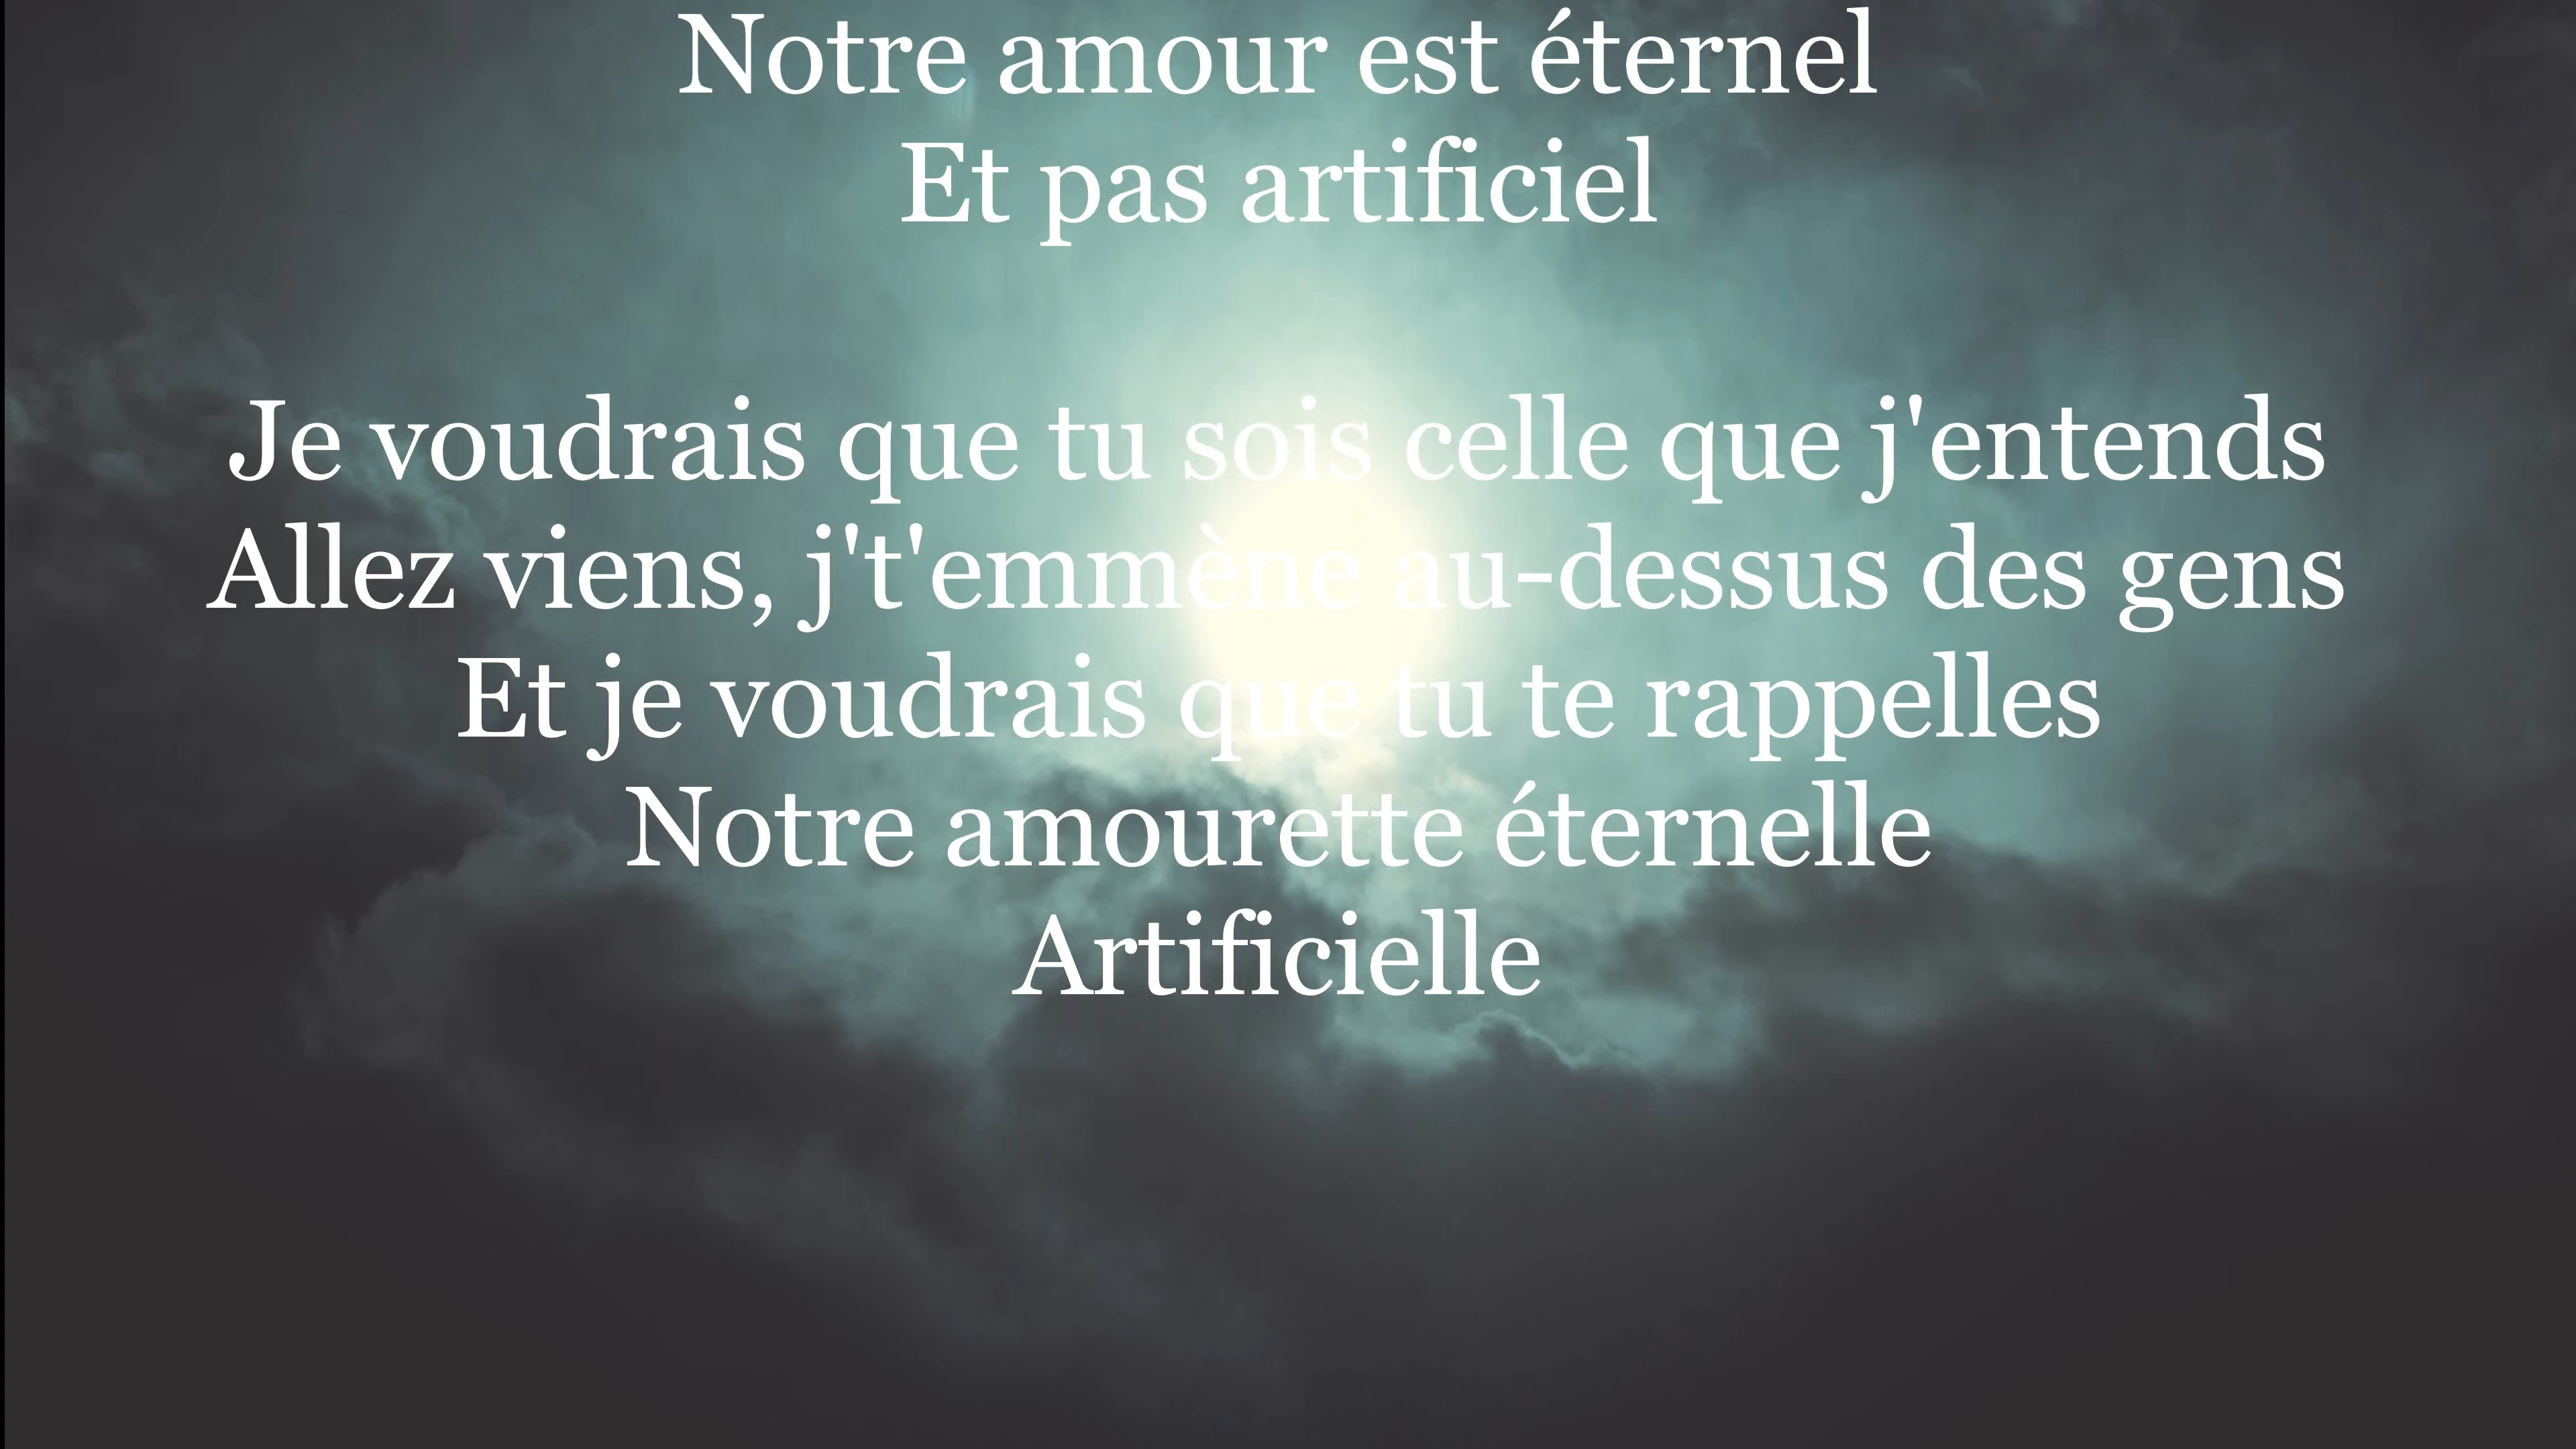 Notre amour est éternel
Et pas artificiel
Je voudrais que tu sois celle que j'entends
Allez viens, j't'emmène au-dessus des gens
Et je voudrais que tu te rappelles
Notre amourette éternelle
Artificielle